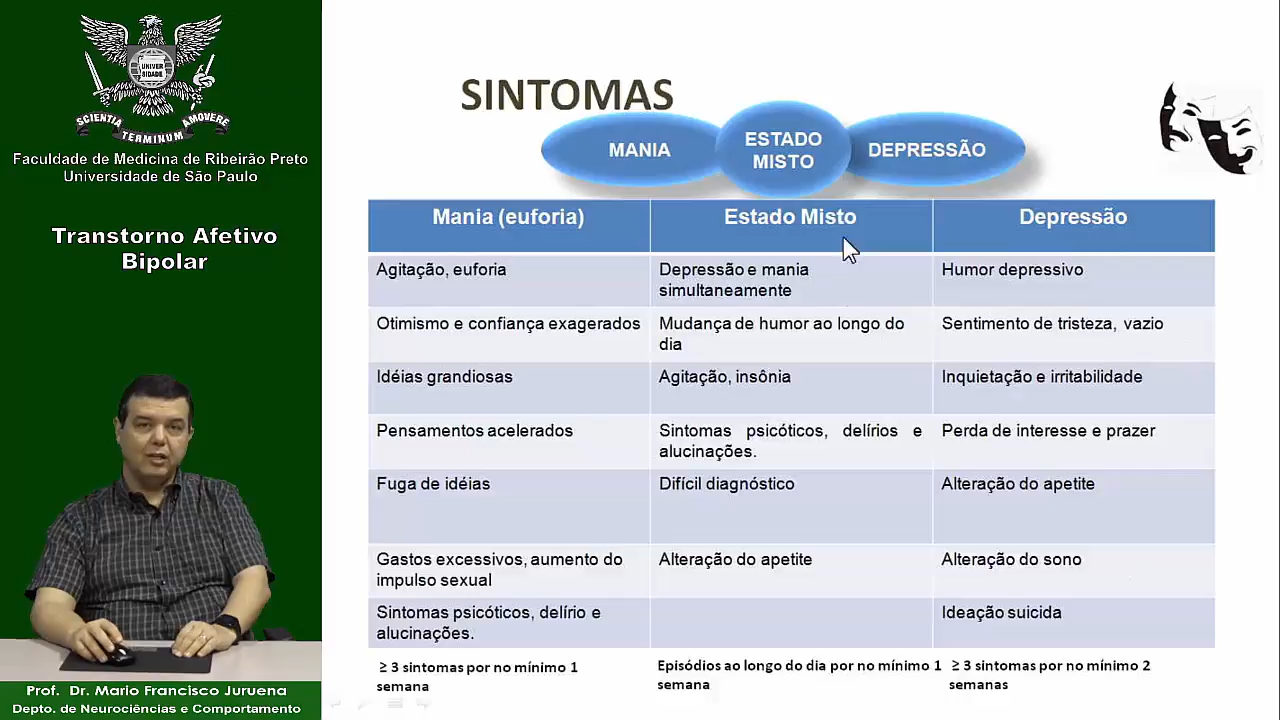 UNIVER
SIDADE
SCIENTIA
TERMINUM
AMOVERE
Faculdade de Medicina de Ribeirão Preto
Universidade de São Paulo
Transtorno Afetivo
Bipolar
Prof. Dr. Mario Francisco Juruena
Depto. de Neurociências e Comportamento
SINTOMAS
MANIA
ESTADO
MISTO
DEPRESSÃO
Mania (euforia) Estado Misto Depressão
Agitação, euforia
Depressão e mania
simultaneamente
Humor depressivo
Otimismo e confiança exagerados
Mudança de humor ao longo do
dia
Sentimento de tristeza, vazio
Idéias grandiosas
Agitação, insônia
Inquietação e irritabilidade
Pensamentos acelerados
Sintomas psicóticos, delírios e
alucinações.
Perda de interesse e prazer
Fuga de idéias
Difícil diagnóstico
Alteração do apetite
Gastos excessivos, aumento do
impulso sexual
Alteração do apetite
Alteração do sono
Sintomas psicóticos, delírio e
alucinações.
Ideação suicida
≥ 3 sintomas por no mínimo 1
semana
Episódios ao longo do dia por no mínimo 1
semana
≥ 3 sintomas por no mínimo 2
semanas